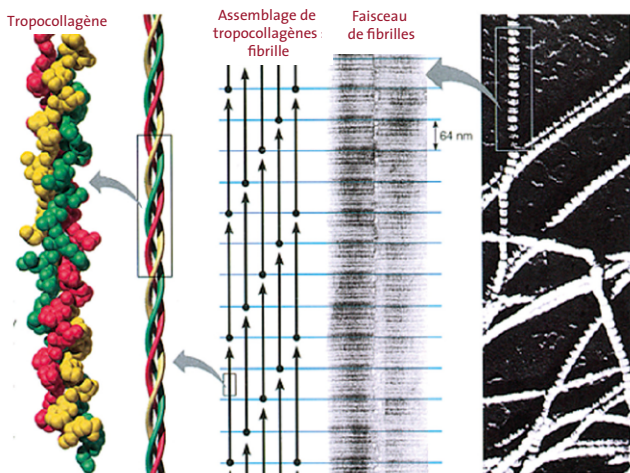 Tropocollagène
Assemblage de
tropocollagènes :
fibrille
Faisceau
de fibrilles
64 nm